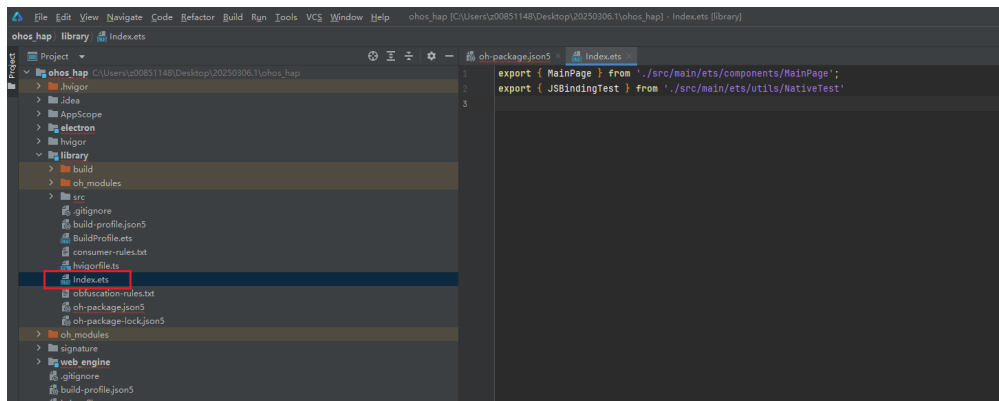 File Edit View Navigate Code Refactor Build Run Tools VCS Window Help ohos_hap [C:\Users\z00851148\Desktop\20250306.1\ohos_hap] - Index.ets [library]
ohos_hap library Index.ets
Project
Project
oh-package.json5 Index.ets
ohos_hap C:\Users\z00851148\Desktop\20250306.1\ohos_hap
.hvigor
.idea
AppScope
electron
hvigor
library
build
oh_modules
src
.gitignore
build-profile.json5
BuildProfile.ets
consumer-rules.txt
hvigorfile.ts
Index.ets
obfuscation-rules.txt
oh-package.json5
oh-package-lock.json5
oh_modules
signature
web_engine
.gitignore
build-profile.json5
1 export { MainPage } from './src/main/ets/components/MainPage';
2 export { JSBindingTest } from './src/main/ets/utils/NativeTest'
3